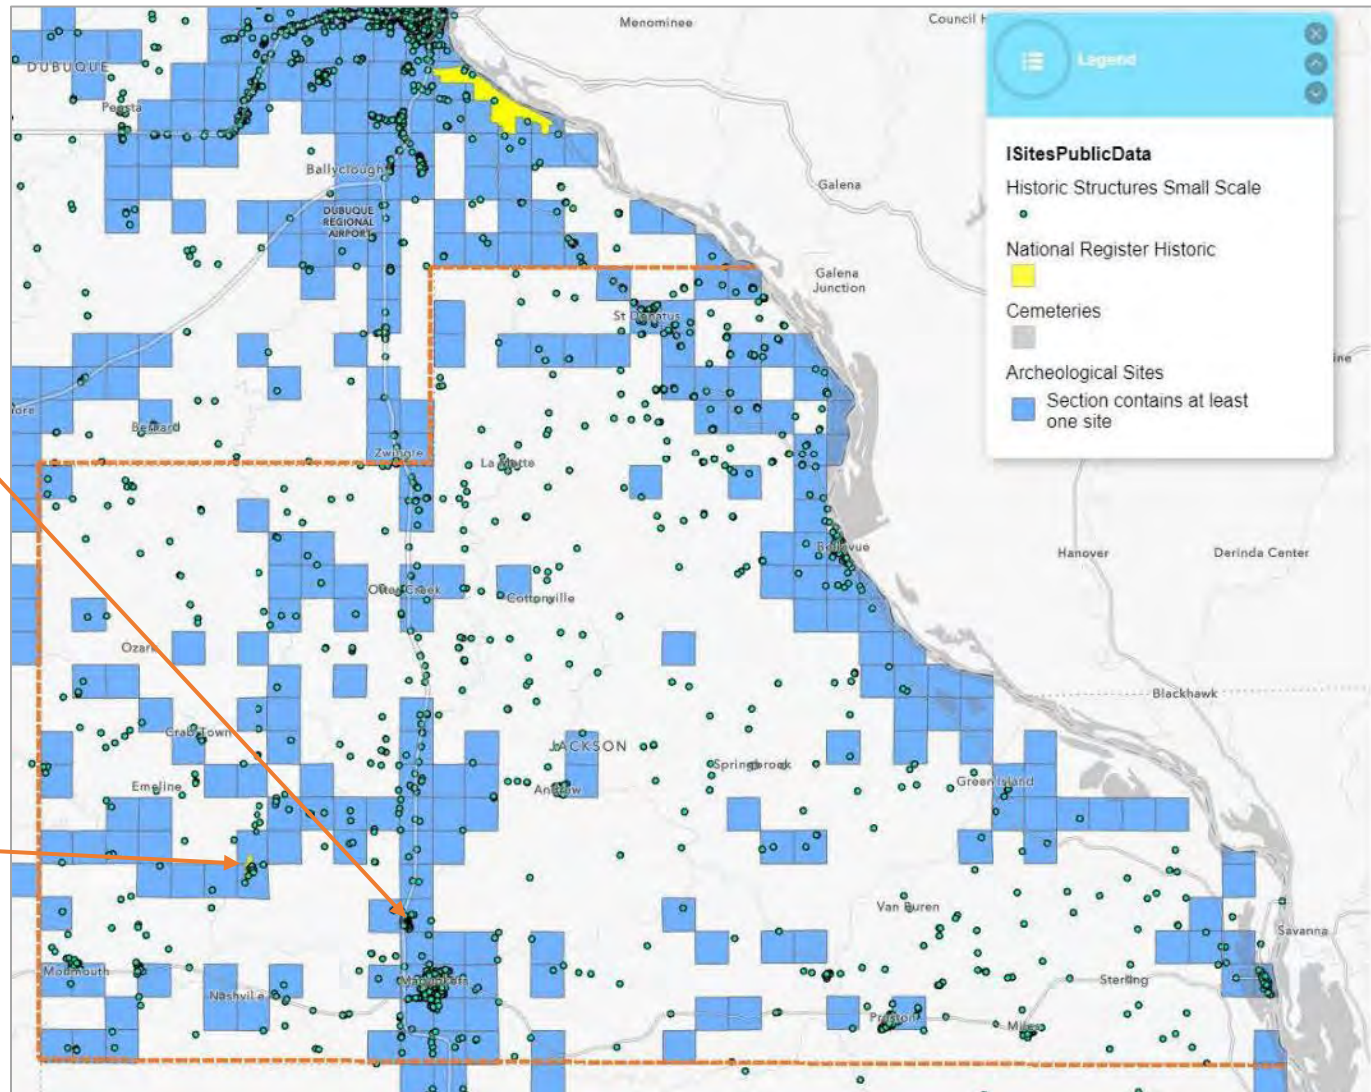 Menominee
Council H
Legend
DUBUQUE
Peosta
ISitesPublicData
Historic Structures Small Scale
Ballyclough
Galena
DUBUQUE
REGIONAL
AIRPORT
National Register Historic
Galena
Junction
Cemeteries
St Donatus
ine
Archeological Sites
Section contains at least
one site
Bernard
Zwingle
La Motte
Bellevue
Hanover
Derinda Center
Otter Creek
Cottonville
Ozark
Blackhawk
Crab Town
JACKSON
Springbrook
Emeline
Andrew
Green Island
Van Buren
Savanna
Monmouth
Maquoketa
Sterling
Nashville
Preston
Miles